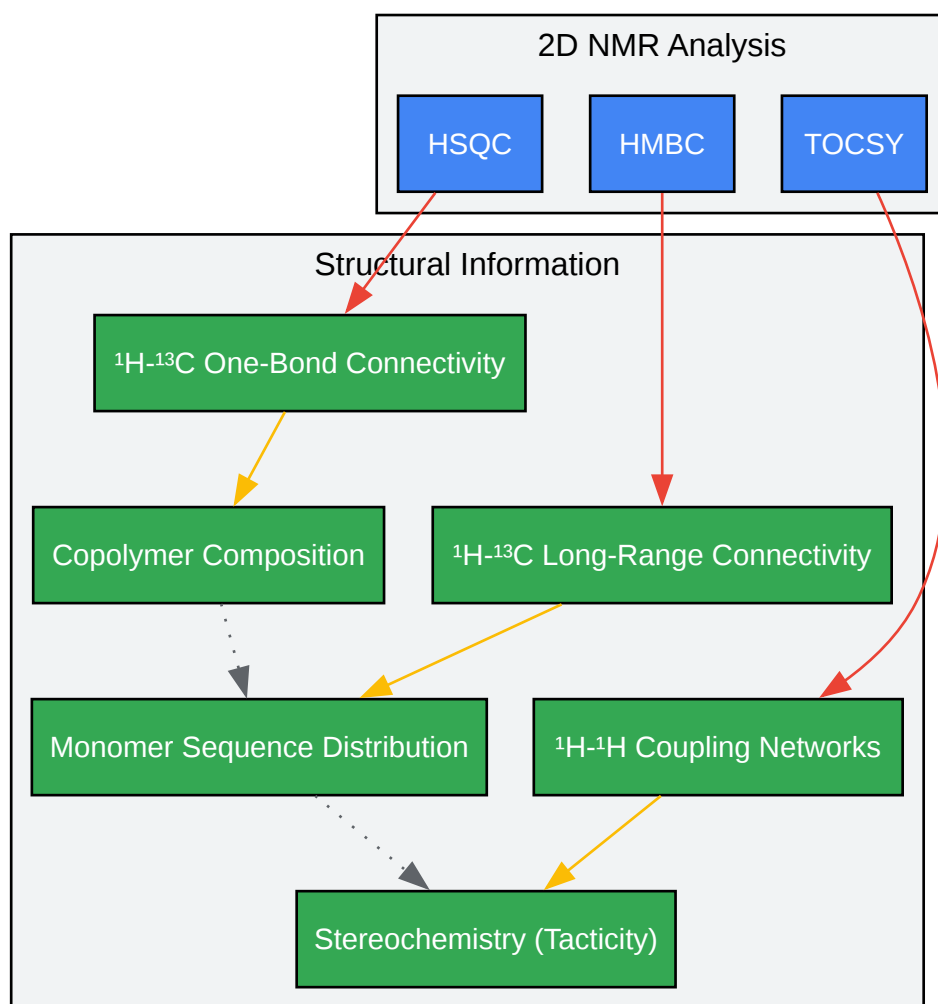 2D NMR Analysis
HSQC
HMBC
TOCSY
Structural Information
¹H-¹³C One-Bond Connectivity
Copolymer Composition
¹H-¹³C Long-Range Connectivity
Monomer Sequence Distribution
¹H-¹H Coupling Networks
Stereochemistry (Tacticity)